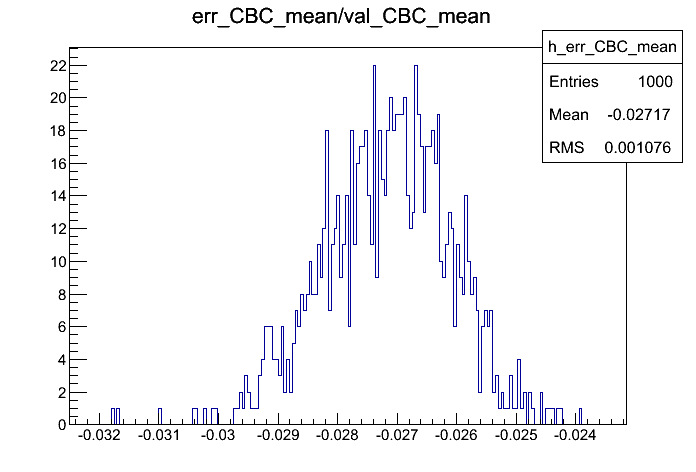 err_CBC_mean/val_CBC_mean
h_err_CBC_mean
Entries 1000
Mean -0.02717
RMS 0.001076
22
20
18
16
14
12
10
8
6
4
2
0
-0.032 -0.031 -0.03 -0.029 -0.028 -0.027 -0.026 -0.025 -0.024